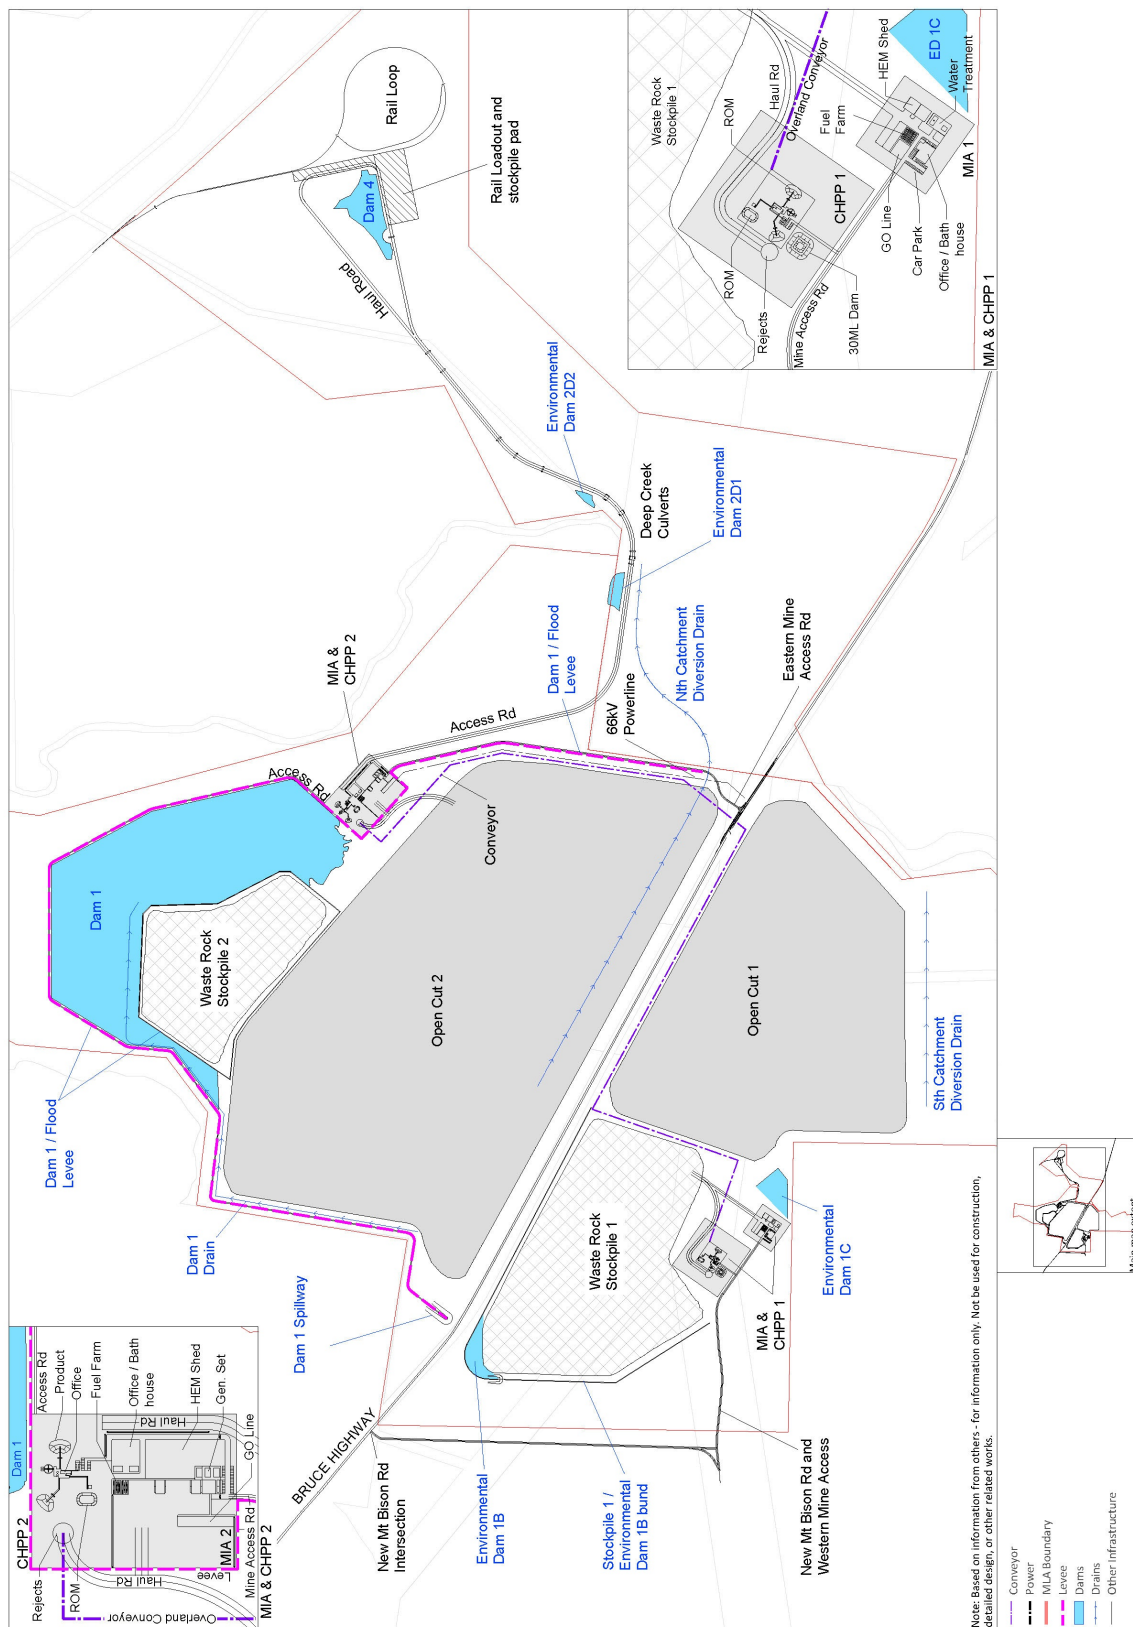 CHPP 2
Dam 1
Access Rd
Product
Office
Fuel Farm
Office / Bath
house
HEM Shed
Gen. Set
GO Line
Haul Rd
Rejects
ROM
Haul Rd
MIA 2
Levee
Mine Access Rd
Overland Conveyor
MIA & CHPP 2
Dam 1 / Flood
Levee
Dam 1
Drain
Dam 1 Spillway
BRUCE HIGHWAY
New Mt Bison Rd
Intersection
Environmental
Dam 1B
Stockpile 1 /
Environmental
Dam 1B bund
New Mt Bison Rd and
Western Mine Access
Dam 1
Waste Rock
Stockpile 2
Open Cut 2
Waste Rock
Stockpile 1
MIA &
CHPP 1
Environmental
Dam 1C
Open Cut 1
Sth Catchment
Diversion Drain
Access Rd
MIA &
CHPP 2
Access Rd
Conveyor
Dam 1 / Flood
Levee
66kV
Powerline
Nth Catchment
Diversion Drain
Eastern Mine
Access Rd
Environmental
Dam 2D1
Deep Creek
Culverts
Environmental
Dam 2D2
Haul Road
Dam 4
Rail Loop
Rail Loadout and
stockpile pad
Waste Rock
Stockpile 1
ROM
Haul Rd
Overland Conveyor
Fuel
Farm
HEM Shed
ED 1C
Water
Treatment
MIA 1
CHPP 1
ROM
Rejects
Mine Access Rd
30ML Dam
GO Line
Car Park
Office / Bath
house
MIA & CHPP 1
Note: Based on information from others - for information only. Not be used for construction,
detailed design, or other related works.
Conveyor
Power
MLA Boundary
Levee
Dams
Drains
Other Infrastructure
Main map extent